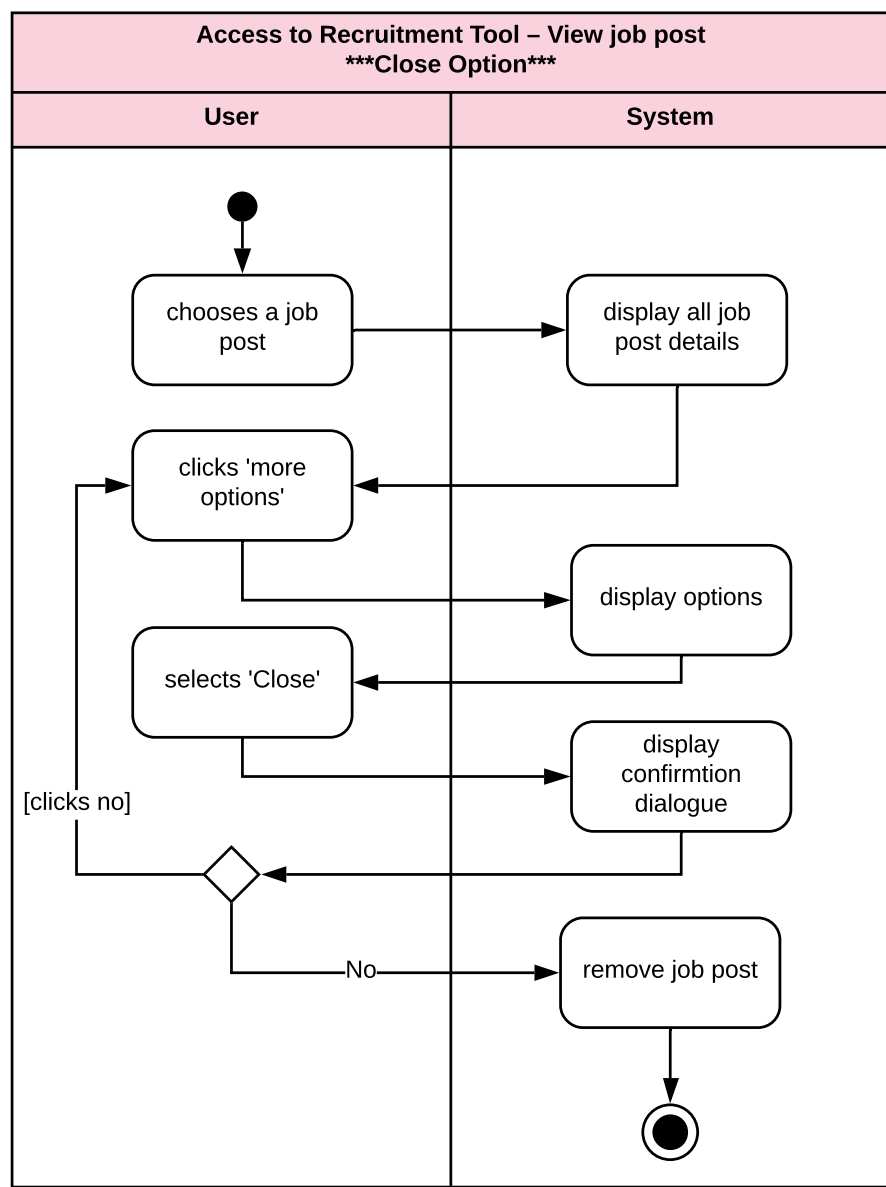 Access to Recruitment Tool – View job post
***Close Option***
User
System
chooses a job
post
display all job
post details
clicks 'more
options'
display options
selects 'Close'
display
confirmtion
dialogue
[clicks no]
No
remove job post